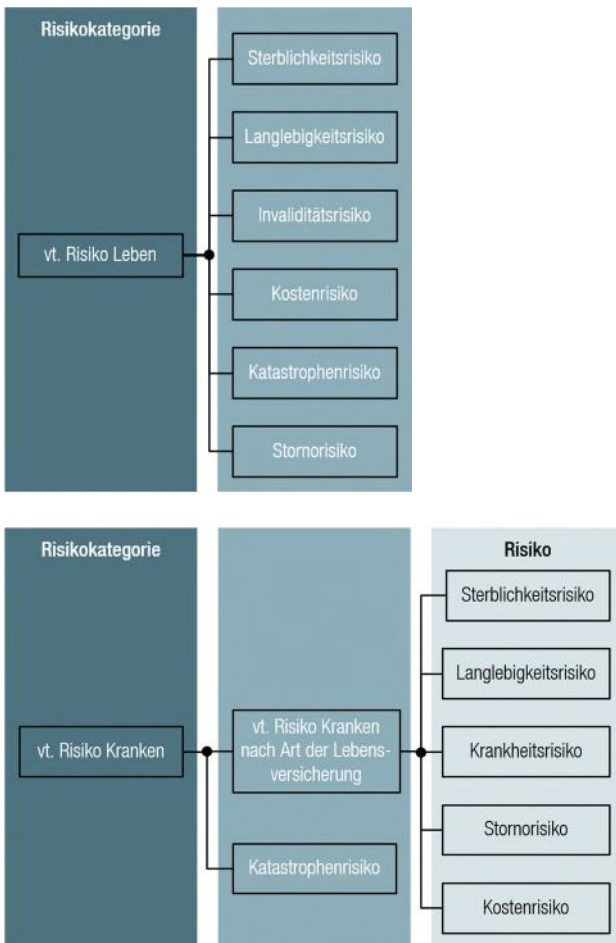 Risikokategorie
Sterblichkeitsrisiko
Langlebigkeitsrisiko
Invaliditätsrisiko
vt. Risiko Leben
Kostenrisiko
Katastrophenrisiko
Stornorisiko
Risikokategorie
Risiko
Sterblichkeitsrisiko
Langlebigkeitsrisiko
vt. Risiko Kranken
vt. Risiko Kranken
nach Art der Lebens-
versicherung
Krankheitsrisiko
Stornorisiko
Katastrophenrisiko
Kostenrisiko